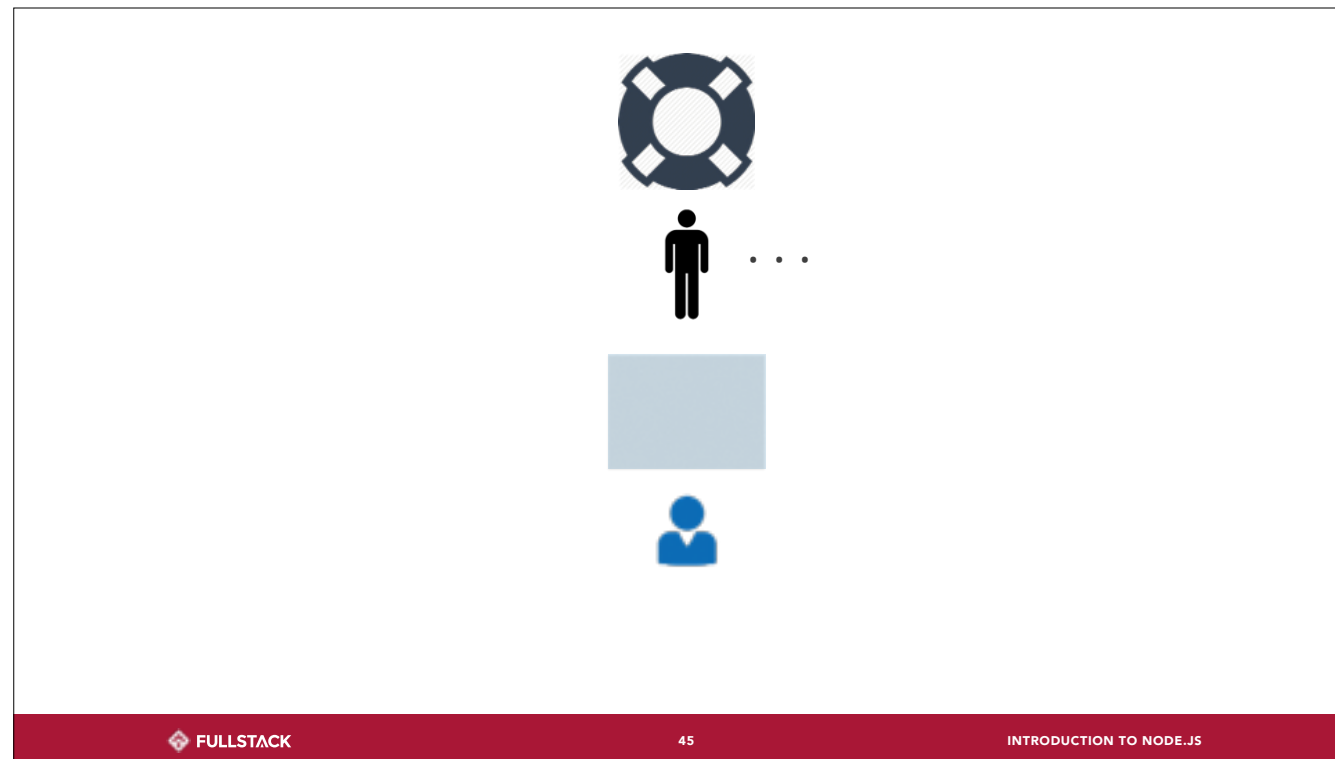 . . .
FULLSTACK
45
INTRODUCTION TO NODE.JS